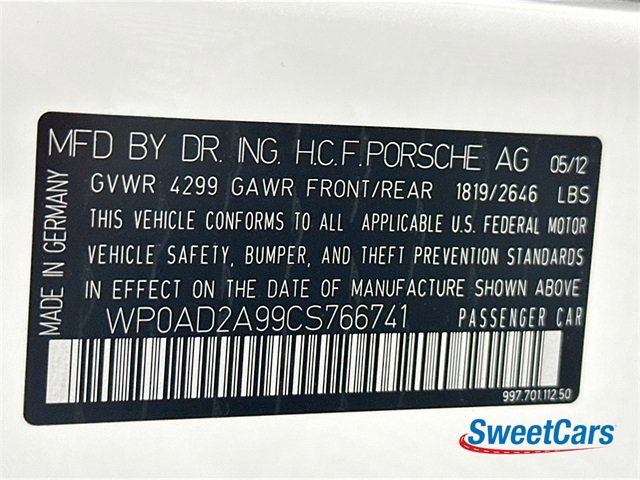 MFD BY DR. ING. H.C.F.PORSCHE AG 05/12
GVWR 4299 GAWR FRONT/REAR 1819/2646 LBS
THIS VEHICLE CONFORMS TO ALL APPLICABLE U.S. FEDERAL MOTOR
VEHICLE SAFETY, BUMPER, AND THEFT PREVENTION STANDARDS
IN EFFECT ON THE DATE OF MANUFACTURE SHOWN ABOVE
WP0AD2A99CS766741 PASSENGER CAR
MADE IN GERMANY
997.701.112.50
SweetCars